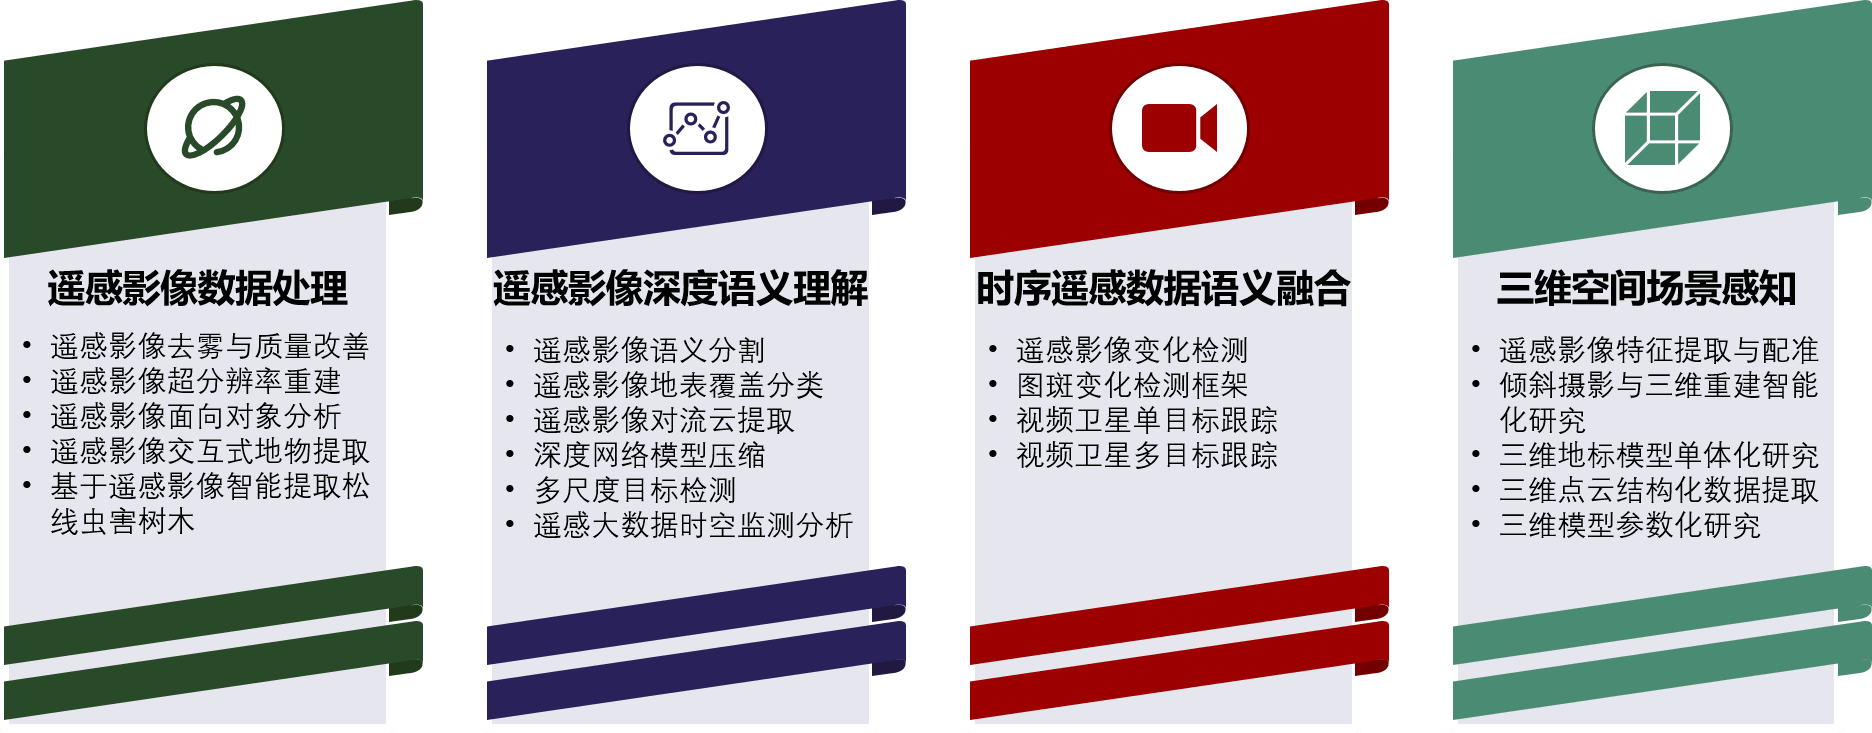 遥感影像数据处理
• 遥感影像去雾与质量改善
• 遥感影像超分辨率重建
• 遥感影像面向对象分析
• 遥感影像交互式地物提取
• 基于遥感影像智能提取松
线虫害树木
遥感影像深度语义理解
• 遥感影像语义分割
• 遥感影像地表覆盖分类
• 遥感影像对流云提取
• 深度网络模型压缩
• 多尺度目标检测
• 遥感大数据时空监测分析
时序遥感数据语义融合
• 遥感影像变化检测
• 图斑变化检测框架
• 视频卫星单目标跟踪
• 视频卫星多目标跟踪
三维空间场景感知
• 遥感影像特征提取与配准
• 倾斜摄影与三维重建智能
化研究
• 三维地标模型单体化研究
• 三维点云结构化数据提取
• 三维模型参数化研究